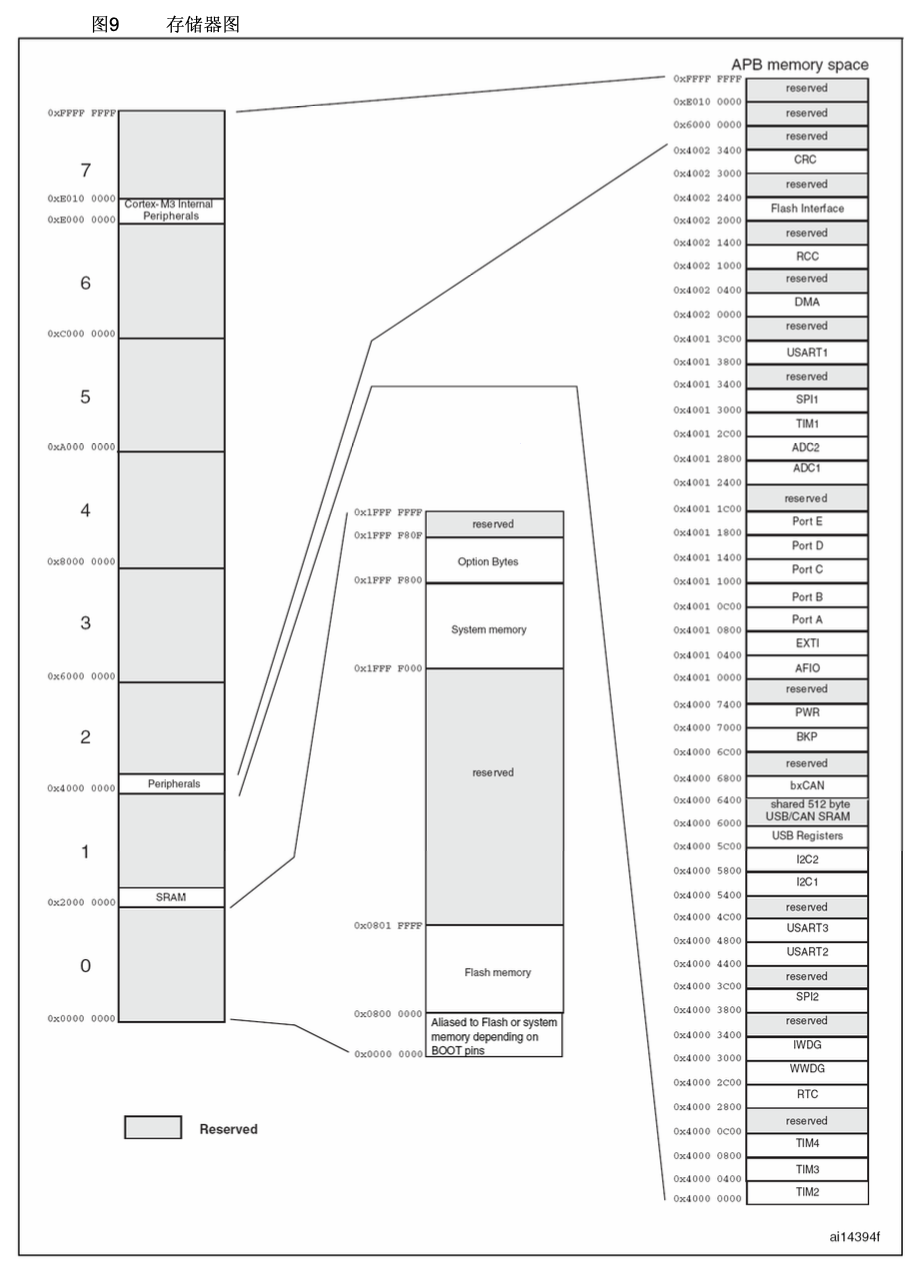 图9 存储器图
0xFFFF FFFF
7
0xE010 0000
Cortex-M3 Internal
Peripherals
0xE000 0000
6
0xC000 0000
5
0xA000 0000
4
0x8000 0000
3
0x6000 0000
2
Peripherals
0x4000 0000
1
SRAM
0x2000 0000
0
0x0000 0000
Reserved
0x1FFF FFFF
reserved
0x1FFF F80F
Option Bytes
0x1FFF F800
System memory
0x1FFF F000
reserved
0x0801 FFFF
Flash memory
0x0800 0000
Aliased to Flash or system
memory depending on
BOOT pins
0x0000 0000
APB memory space
0xFFFF FFFF
reserved
0xE010 0000
reserved
0x6000 0000
reserved
0x4002 3400
CRC
0x4002 3000
reserved
0x4002 2400
Flash Interface
0x4002 2000
reserved
0x4002 1400
RCC
0x4002 1000
reserved
0x4002 0400
DMA
0x4002 0000
reserved
0x4001 3C00
USART1
0x4001 3800
reserved
0x4001 3400
SPI1
0x4001 3000
TIM1
0x4001 2C00
ADC2
0x4001 2800
ADC1
0x4001 2400
reserved
0x4001 1C00
Port E
0x4001 1800
Port D
0x4001 1400
Port C
0x4001 1000
Port B
0x4001 0C00
Port A
0x4001 0800
EXTI
0x4001 0400
AFIO
0x4001 0000
reserved
0x4000 7400
PWR
0x4000 7000
BKP
0x4000 6C00
reserved
0x4000 6800
bxCAN
0x4000 6400
shared 512 byte
USB/CAN SRAM
0x4000 6000
USB Registers
0x4000 5C00
I2C2
0x4000 5800
I2C1
0x4000 5400
reserved
0x4000 4C00
USART3
0x4000 4800
USART2
0x4000 4400
reserved
0x4000 3C00
SPI2
0x4000 3800
reserved
0x4000 3400
IWDG
0x4000 3000
WWDG
0x4000 2C00
RTC
0x4000 2800
reserved
0x4000 0C00
TIM4
0x4000 0800
TIM3
0x4000 0400
TIM2
0x4000 0000
ai14394f